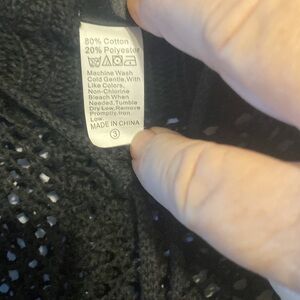 80% Cotton
20% Polyester
Machine Wash
Cold Gentle,With
Like Colors,
Non-Chlorine
Bleach When
Needed,Tumble
Dry Low,Remove
Promptly.Iron
Low.
MADE IN CHINA
3